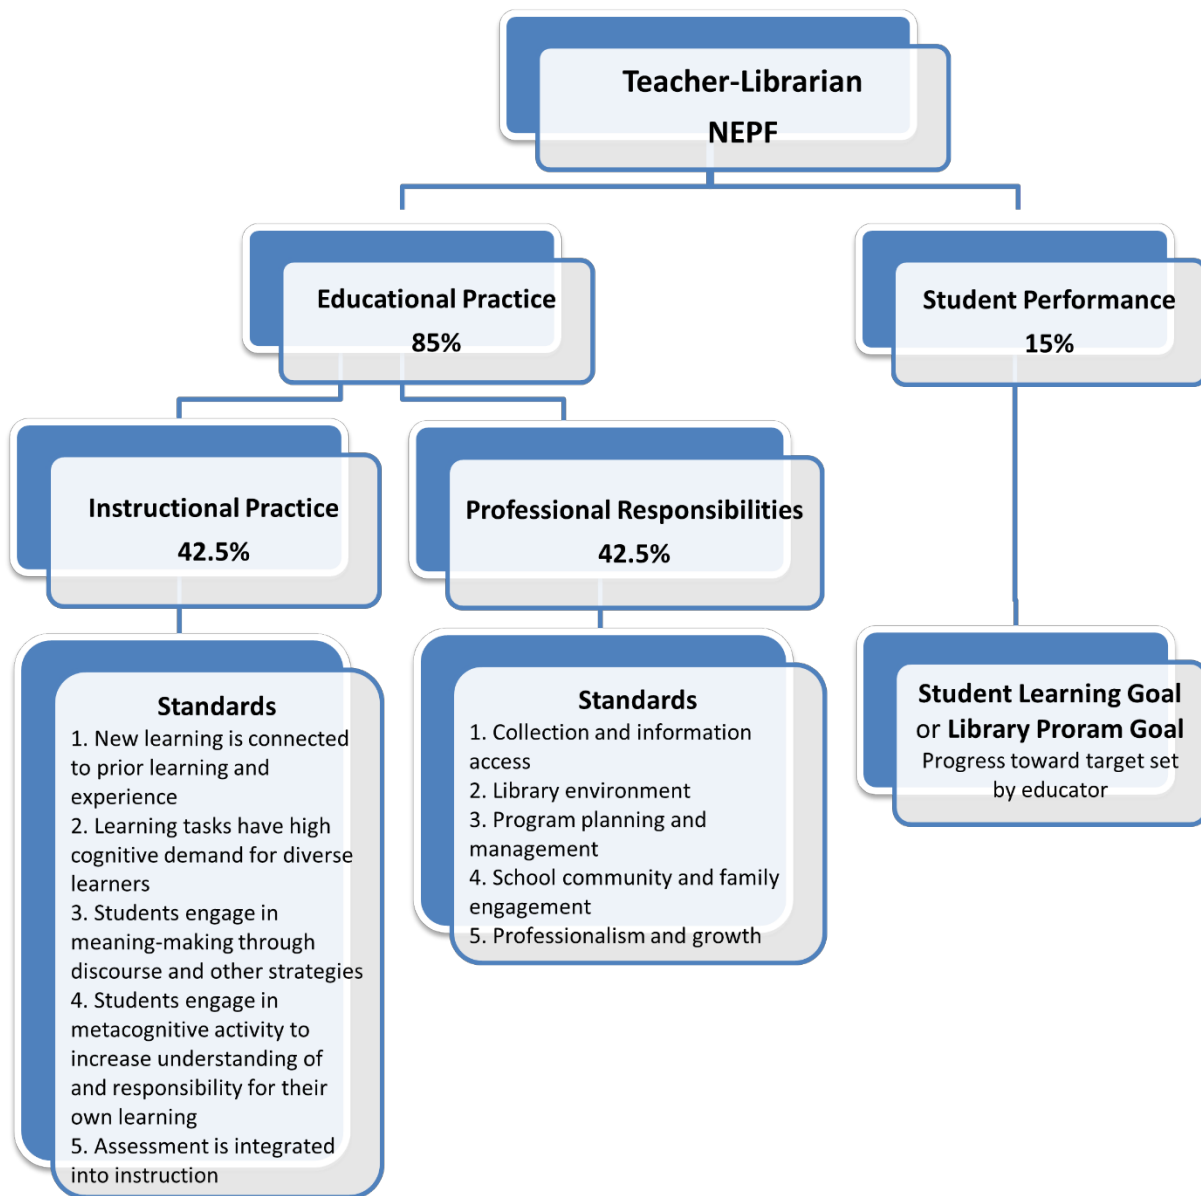 Teacher-Librarian
NEPF
Educational Practice
85%
Student Performance
15%
Instructional Practice
42.5%
Professional Responsibilities
42.5%
Standards
1. New learning is connected
to prior learning and
experience
2. Learning tasks have high
cognitive demand for diverse
learners
3. Students engage in
meaning-making through
discourse and other strategies
4. Students engage in
metacognitive activity to
increase understanding of
and responsibility for their
own learning
5. Assessment is integrated
into instruction
Standards
1. Collection and information
access
2. Library environment
3. Program planning and
management
4. School community and family
engagement
5. Professionalism and growth
Student Learning Goal
or Library Proram Goal
Progress toward target set
by educator